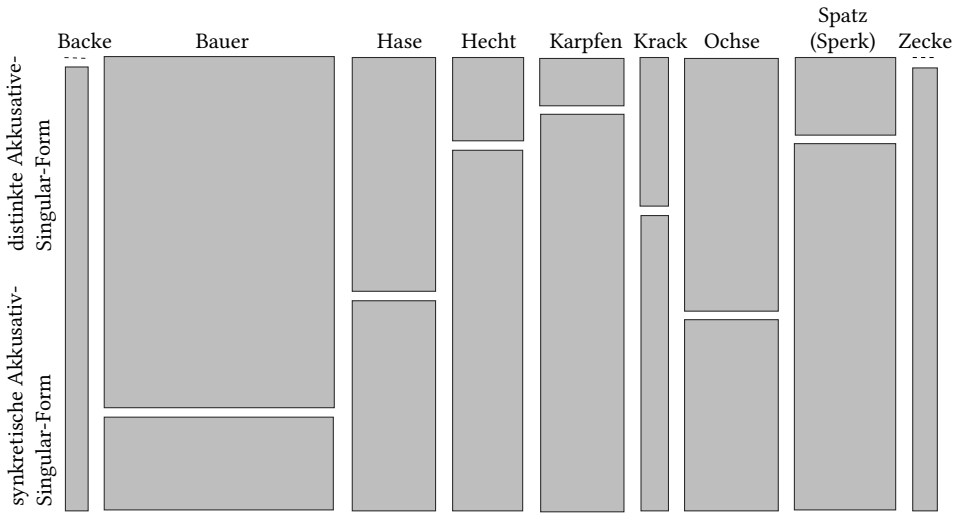 Spatz
Backe Bauer Hase Hecht Karpfen Krack Ochse (Sperk) Zecke
distinkte Akkusative-
Singular-Form
synkretische Akkusativ-
Singular-Form